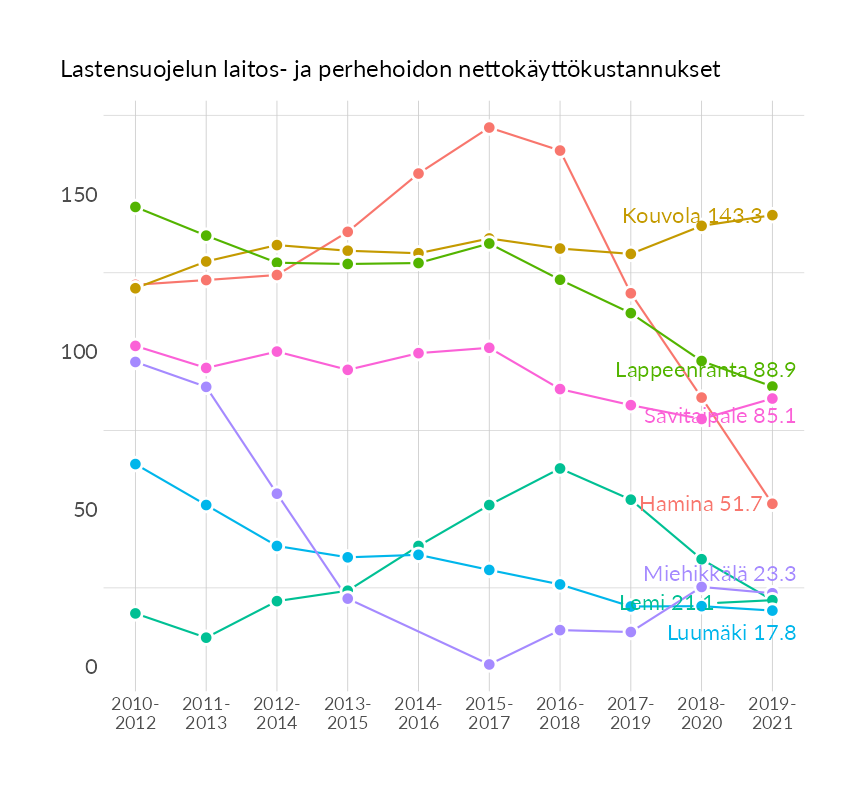 Lastensuojelun laitos- ja perhehoidon nettokäyttökustannukset
150
Kouvola 143.3
100
Lappeenranta 88.9
Savitaipale 85.1
50
Hamina 51.7
Miehikkälä 23.3
Lemi 21.1
Luumäki 17.8
0
2010- 2011- 2012- 2013- 2014- 2015- 2016- 2017- 2018- 2019-
2012 2013 2014 2015 2016 2017 2018 2019 2020 2021